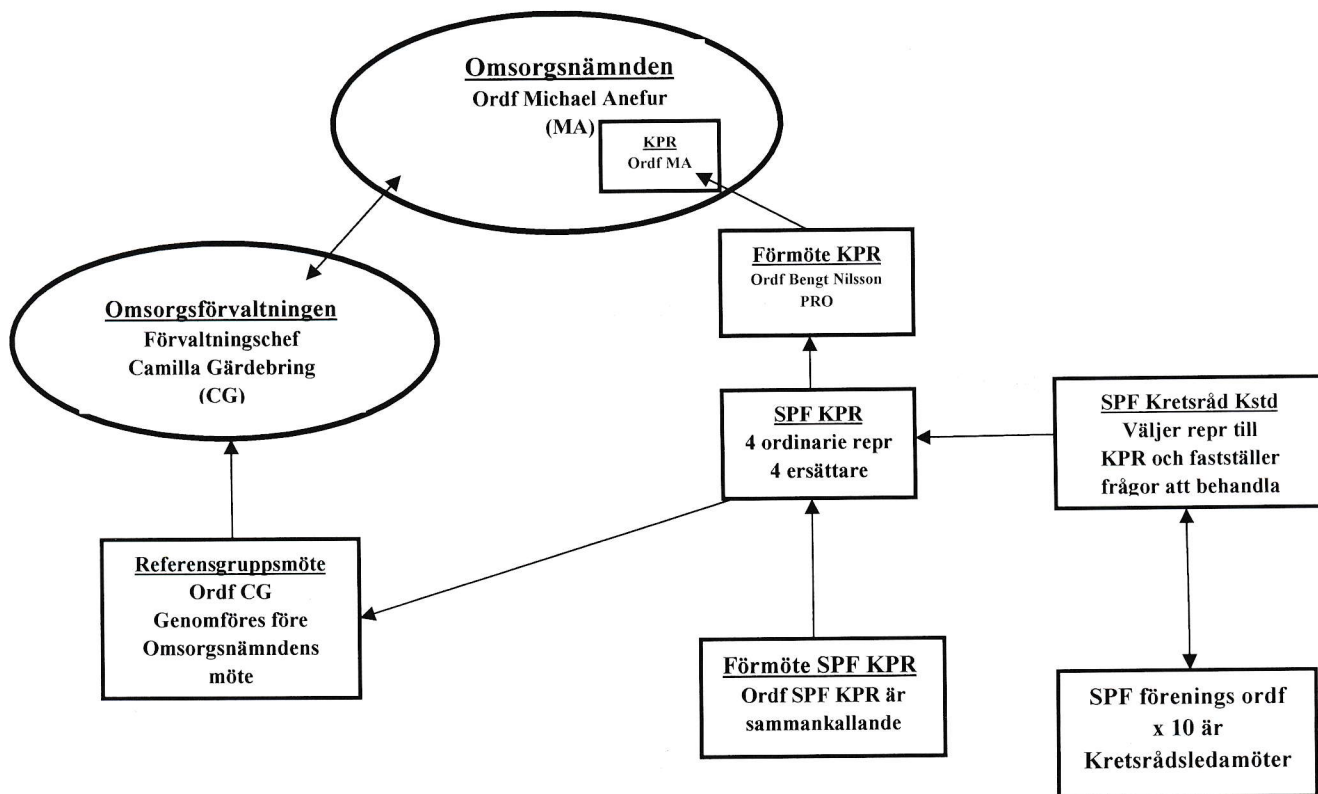 Omsorgsnämnden
Ordf Michael Anefur
(MA)
KPR
Ordf MA
Förmöte KPR
Ordf Bengt Nilsson
PRO
Omsorgsförvaltningen
Förvaltningschef
Camilla Gärdebring
(CG)
SPF KPR
4 ordinarie repr
4 ersättare
SPF Kretsråd Kstd
Väljer repr till
KPR och fastställer
frågor att behandla
Referensgruppsmöte
Ordf CG
Genomföres före
Omsorgsnämndens
möte
Förmöte SPF KPR
Ordf SPF KPR är
sammankallande
SPF förenings ordf
x 10 är
Kretsrådsledamöter